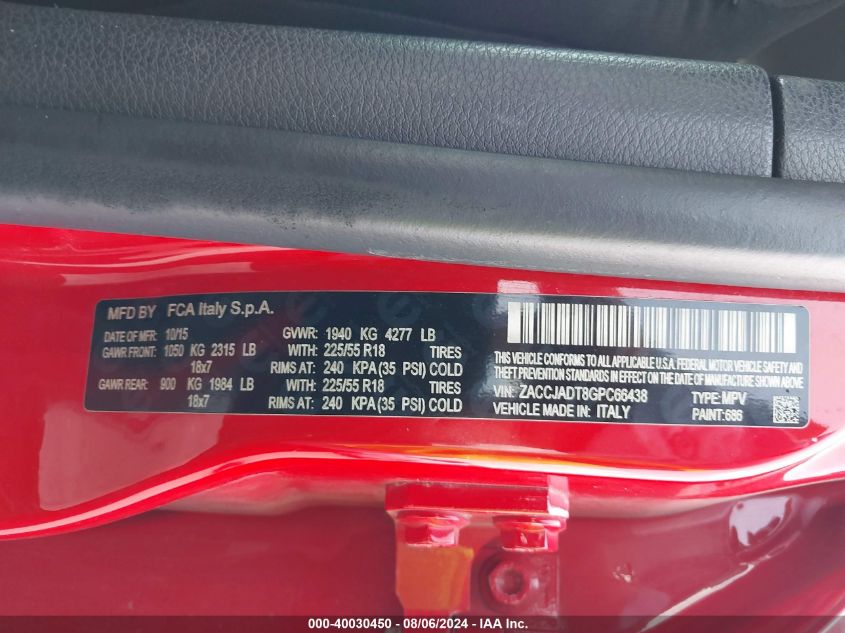 MFD BY FCA Italy S.p.A.
DATE OF MFR: 10/15 GVWR: 1940 KG 4277 LB
GAWR FRONT: 1050 KG 2315 LB WITH: 225/55 R18 TIRES
18x7 RIMS AT: 240 KPA (35 PSI) COLD
GAWR REAR: 900 KG 1984 LB WITH: 225/55 R18 TIRES
18x7 RIMS AT: 240 KPA (35 PSI) COLD
THIS VEHICLE CONFORMS TO ALL APPLICABLE U.S.A. FEDERAL MOTOR VEHICLE SAFETY, BUMPER, AND
THEFT PREVENTION STANDARDS IN EFFECT ON THE DATE OF MANUFACTURE SHOWN ABOVE.
VIN: ZACCJADT8GPC66438 TYPE: MPV
VEHICLE MADE IN: ITALY PAINT: 686
000-40030450 - 08/06/2024 - IAA Inc.